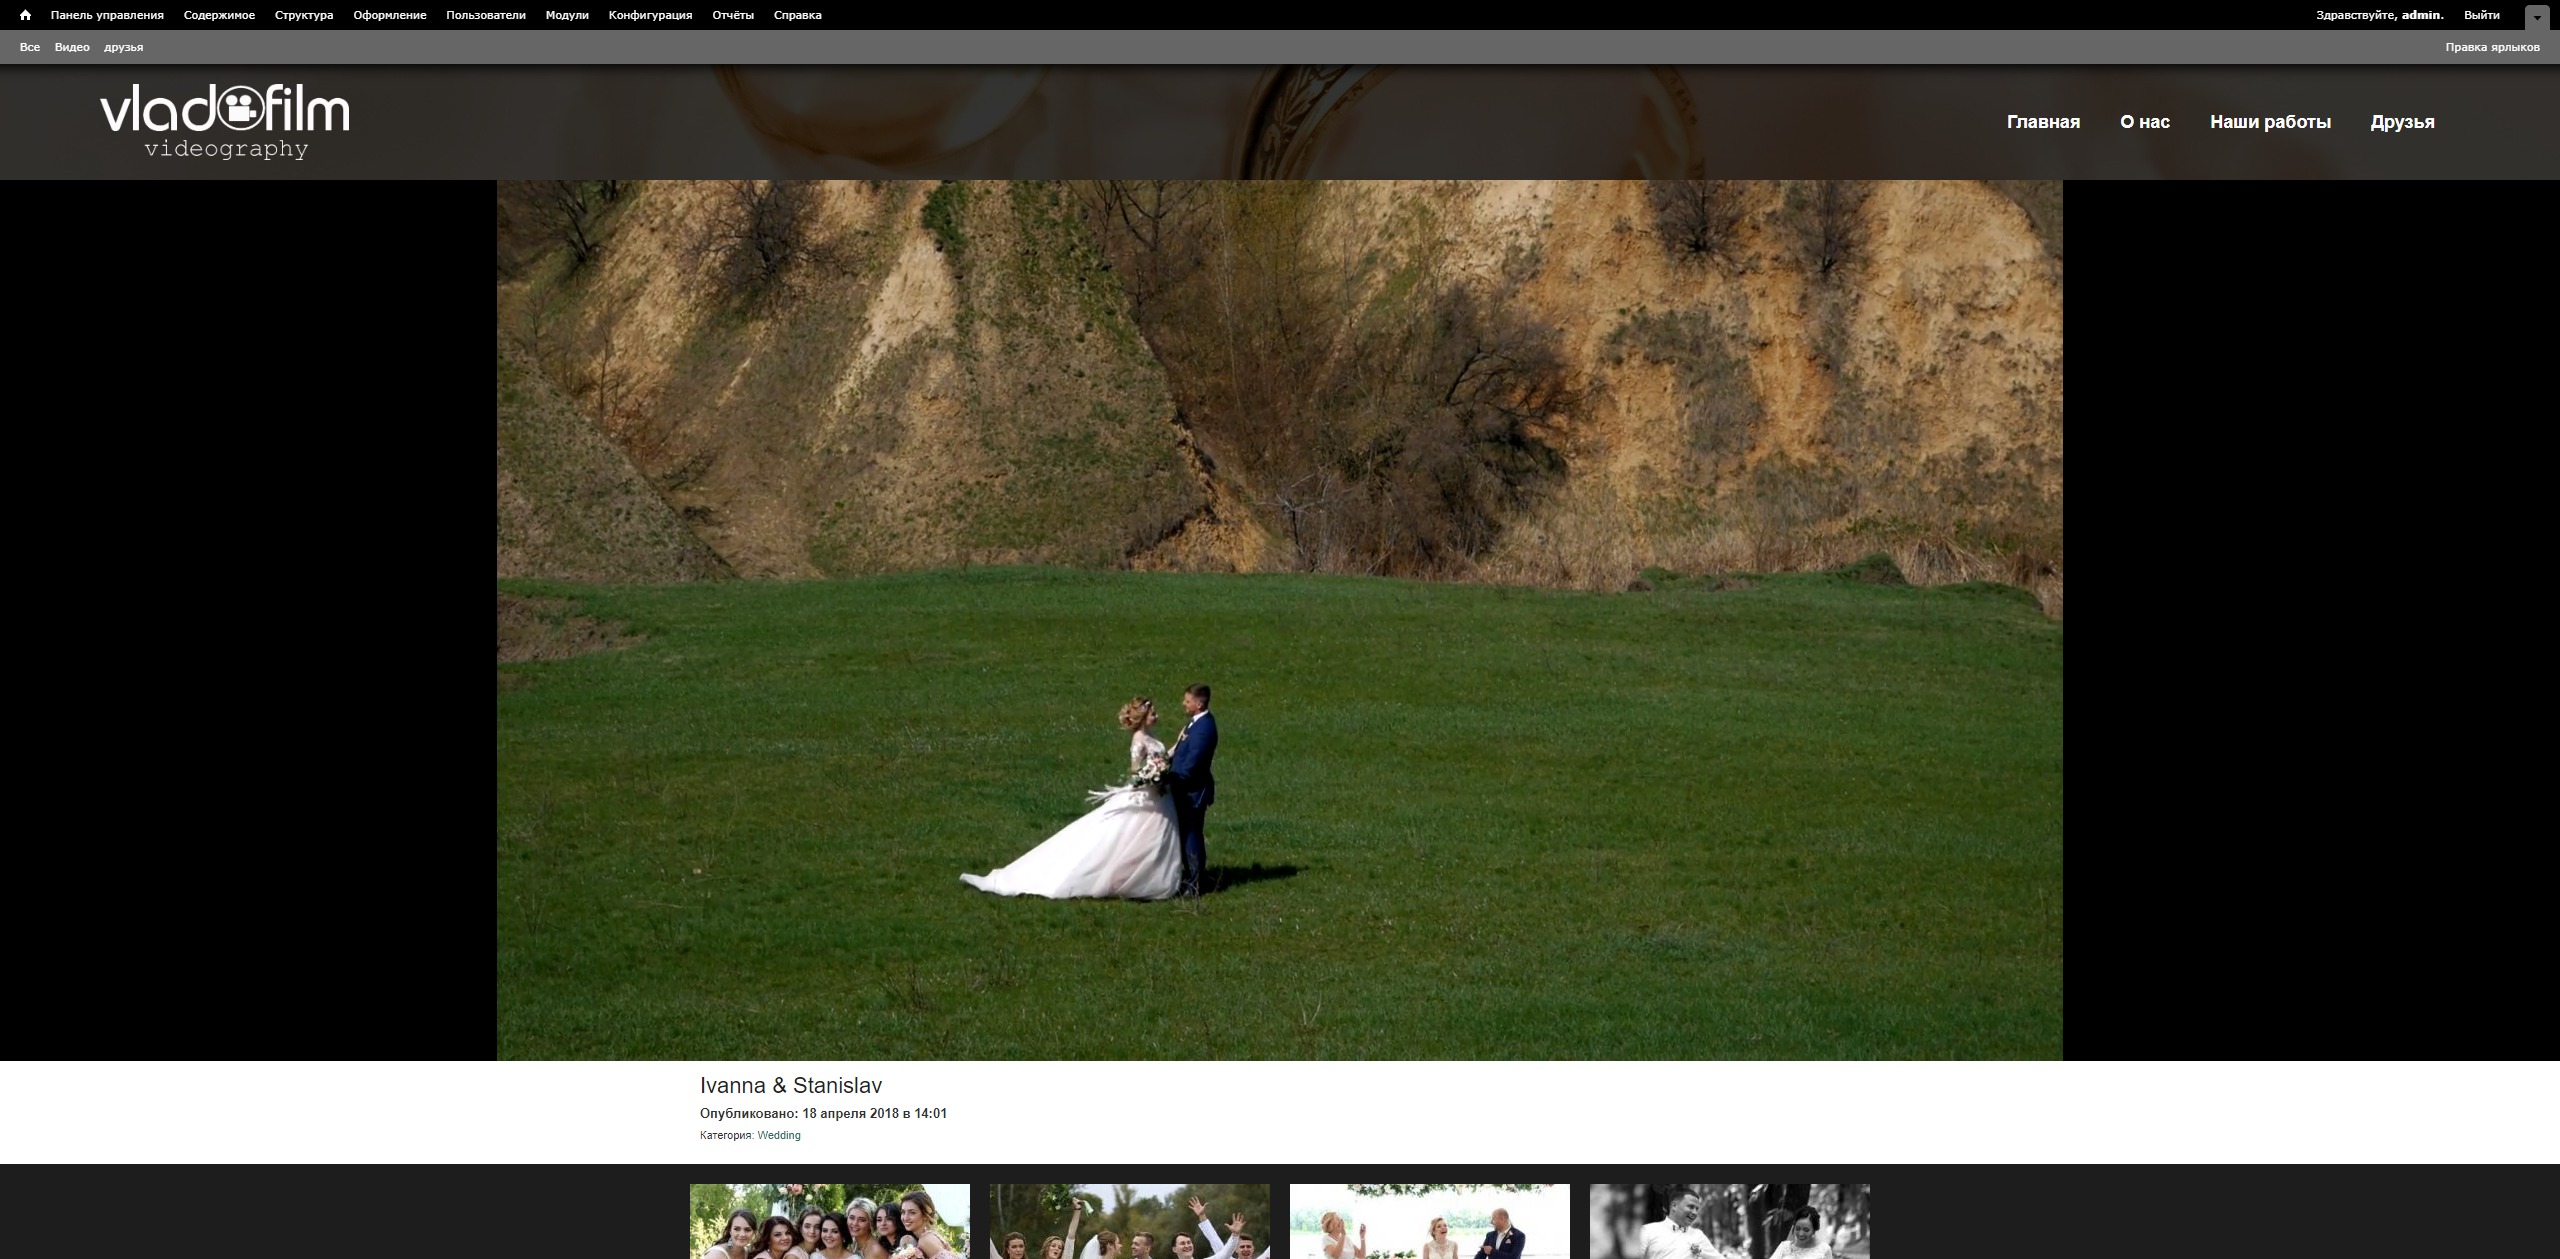 Панель управления Содержимое Структура Оформление Пользователи Модули Конфигурация Отчёты Справка Здравствуйте, admin. Выйти
Все Видео друзья Правка ярлыков
vladofilm
videography
Главная О нас Наши работы Друзья
Ivanna & Stanislav
Опубликовано: 18 апреля 2018 в 14:01
Категория: Wedding